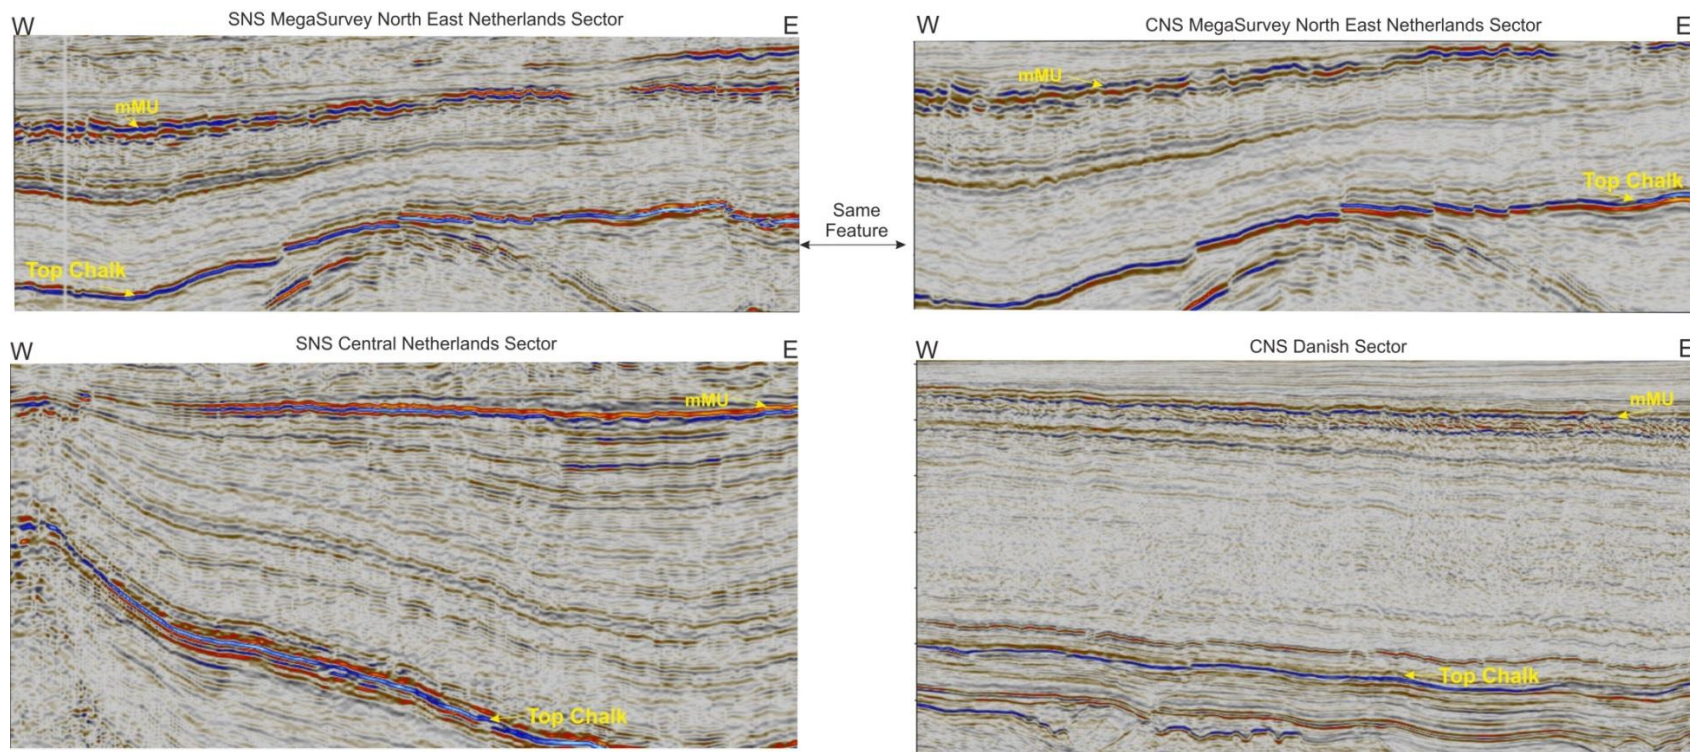 SNS MegaSurvey North East Netherlands Sector
W
E
mMU
Top Chalk
CNS MegaSurvey North East Netherlands Sector
W
E
mMU
Top Chalk
Same
Feature
SNS Central Netherlands Sector
W
E
mMU
Top Chalk
CNS Danish Sector
W
E
mMU
Top Chalk